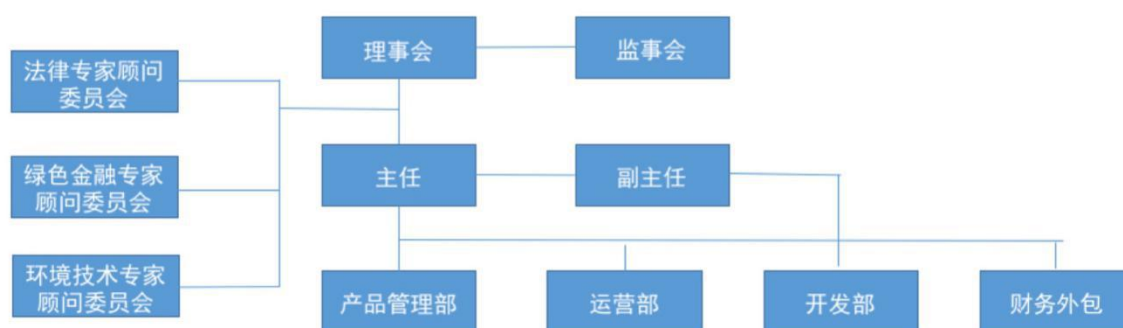 理事会
监事会
法律专家顾问
委员会
绿色金融专家
顾问委员会
主任
副主任
环境技术专家
顾问委员会
产品管理部
运营部
开发部
财务外包